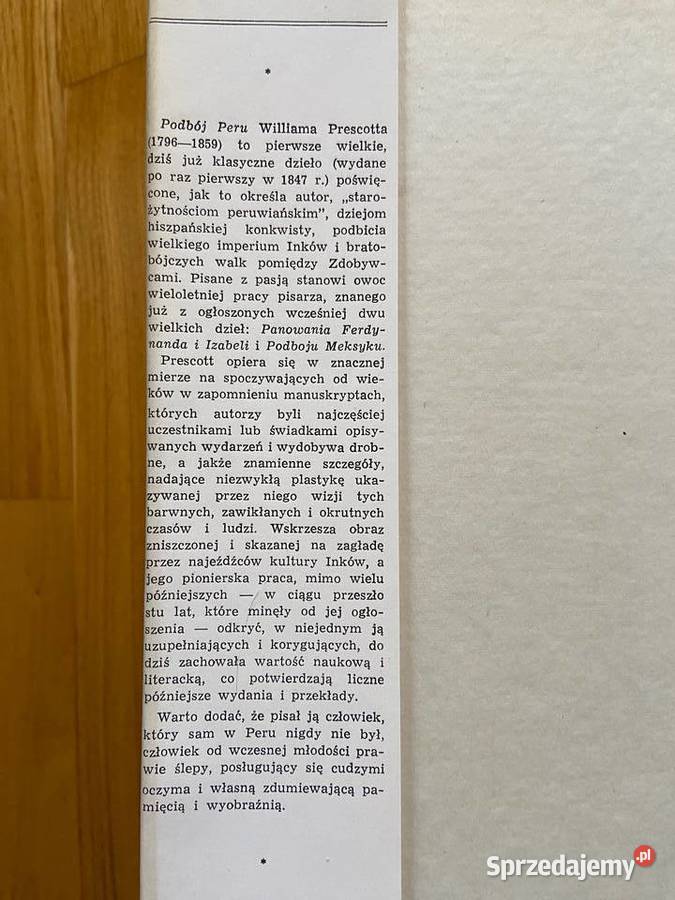 *
Podbój Peru Williama Prescotta
(1796—1859) to pierwsze wielkie,
dziś już klasyczne dzieło (wydane
po raz pierwszy w 1847 r.) poświę-
cone, jak to określa autor, „staro-
żytnościom peruwiańskim", dziejom
hiszpańskiej konkwisty, podbicia
wielkiego imperium Inków i brato-
bójczych walk pomiędzy Zdobyw-
cami. Pisane z pasją stanowi owoc
wieloletniej pracy pisarza, znanego
już z ogłoszonych wcześniej dwu
wielkich dzieł: Panowania Ferdy-
nanda i Izabeli i Podboju Meksyku.
Prescott opiera się w znacznej
mierze na spoczywających od wie-
ków w zapomnieniu manuskryptach,
których autorzy byli najczęściej
uczestnikami lub świadkami opisy-
wanych wydarzeń i wydobywa drob-
ne, a jakże znamienne szczegóły,
nadające niezwykłą plastykę uka-
zywanej przez niego wizji tych
barwnych, zawikłanych i okrutnych
czasów i ludzi. Wskrzesza obraz
zniszczonej i skazanej na zagładę
przez najeźdźców kultury Inków, a
jego pionierska praca, mimo wielu
późniejszych — w ciągu przeszło
stu lat, które minęły od jej ogło-
szenia — odkryć, w niejednym ją
uzupełniających i korygujących, do
dziś zachowała wartość naukową i
literacką, co potwierdzają liczne
późniejsze wydania i przekłady.
Warto dodać, że pisał ją człowiek,
który sam w Peru nigdy nie był,
człowiek od wczesnej młodości pra-
wie ślepy, posługujący się cudzymi
oczyma i własną zdumiewającą pa-
mięcią i wyobraźnią.
*
Sprzedajemy.pl